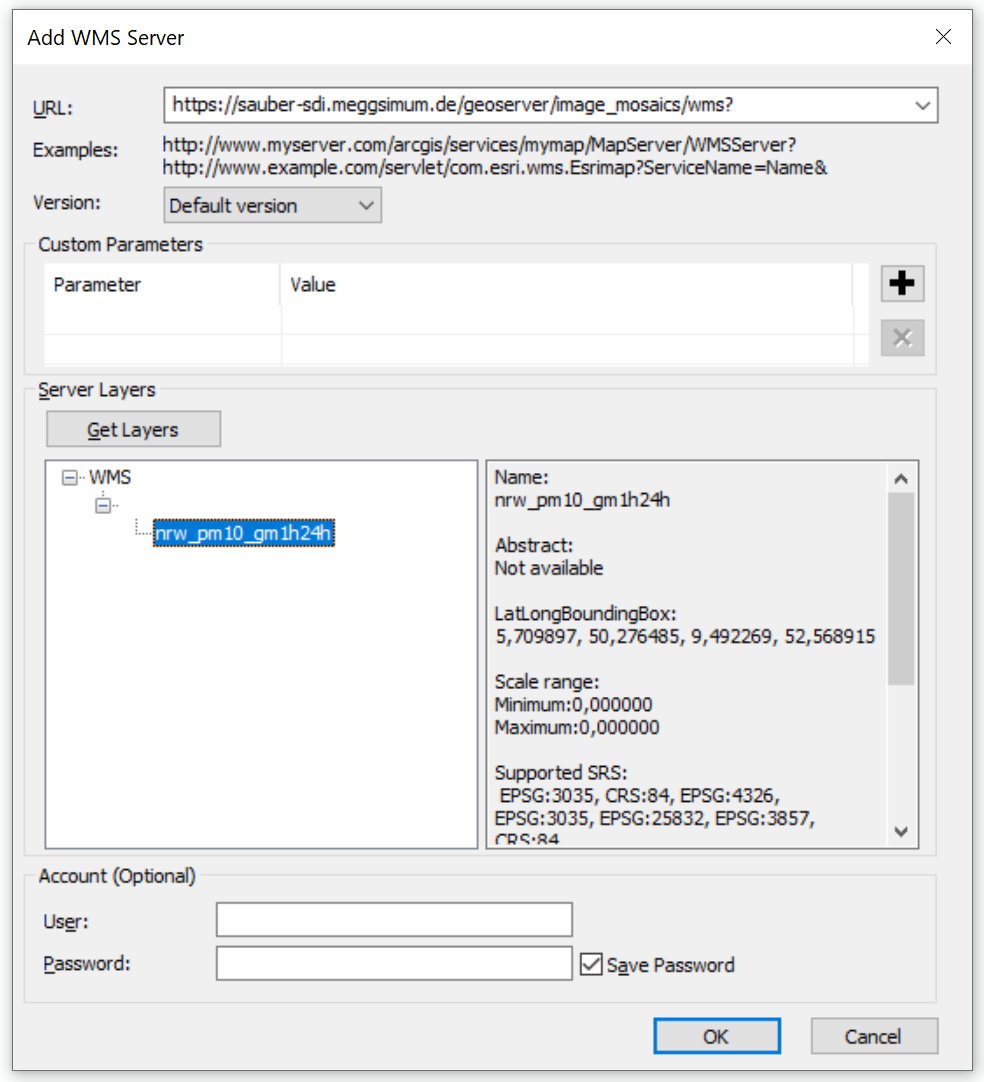 Add WMS Server
URL: https://sauber-sdi.meggsimum.de/geoserver/image_mosaics/wms?
Examples: http://www.myserver.com/arcgis/services/mymap/MapServer/WMSServer?
http://www.example.com/servlet/com.esri.wms.Esrimap?ServiceName=Name&
Version: Default version
Custom Parameters
Parameter Value
Server Layers
Get Layers
WMS
nrw_pm10_gm1h24h
Name:
nrw_pm10_gm1h24h
Abstract:
Not available
LatLongBoundingBox:
5,709897, 50,276485, 9,492269, 52,568915
Scale range:
Minimum:0,000000
Maximum:0,000000
Supported SRS:
EPSG:3035, CRS:84, EPSG:4326,
EPSG:3035, EPSG:25832, EPSG:3857,
CRS:84
Account (Optional)
User:
Password: Save Password
OK Cancel